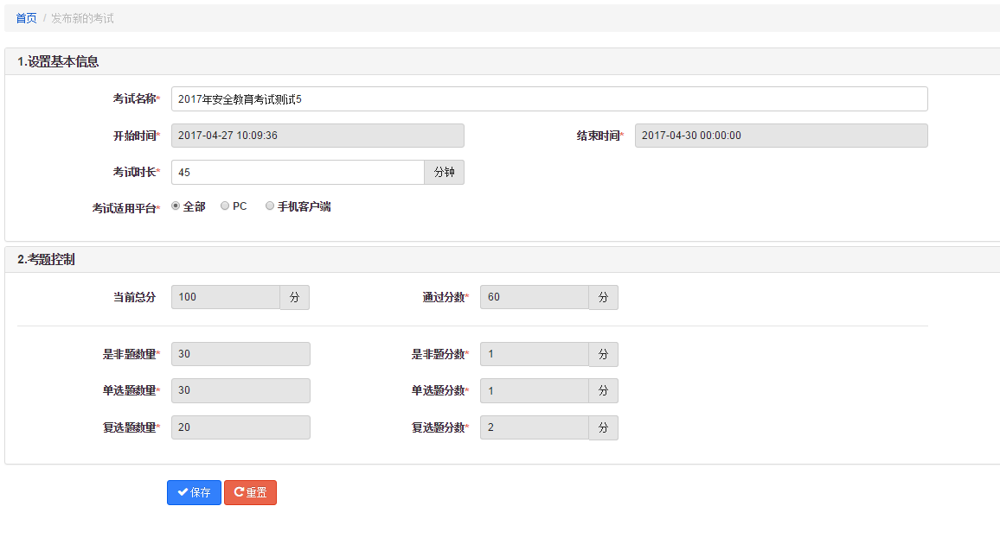 首页 / 发布新的考试
1.设置基本信息
考试名称* 2017年安全教育考试测试5
开始时间* 2017-04-27 10:09:36 结束时间* 2017-04-30 00:00:00
考试时长* 45 分钟
考试适用平台* 全部 PC 手机客户端
2.考题控制
当前总分 100 分 通过分数* 60 分
是非题数量* 30 是非题分数* 1 分
单选题数量* 30 单选题分数* 1 分
复选题数量* 20 复选题分数* 2 分
保存 重置